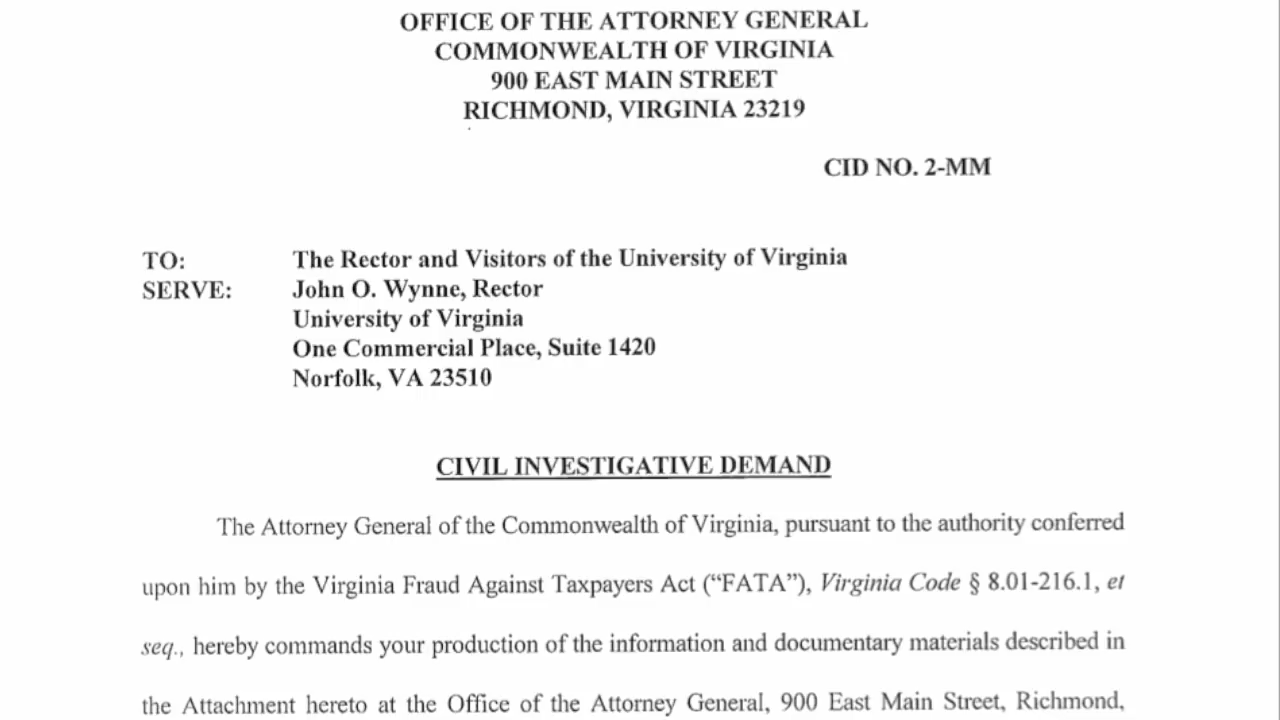 OFFICE OF THE ATTORNEY GENERAL
COMMONWEALTH OF VIRGINIA
900 EAST MAIN STREET
RICHMOND, VIRGINIA 23219
CID NO. 2-MM
TO: The Rector and Visitors of the University of Virginia
SERVE: John O. Wynne, Rector
University of Virginia
One Commercial Place, Suite 1420
Norfolk, VA 23510
CIVIL INVESTIGATIVE DEMAND
The Attorney General of the Commonwealth of Virginia, pursuant to the authority conferred
upon him by the Virginia Fraud Against Taxpayers Act (“FATA”), Virginia Code § 8.01-216.1, et
seq., hereby commands your production of the information and documentary materials described in
the Attachment hereto at the Office of the Attorney General, 900 East Main Street, Richmond,